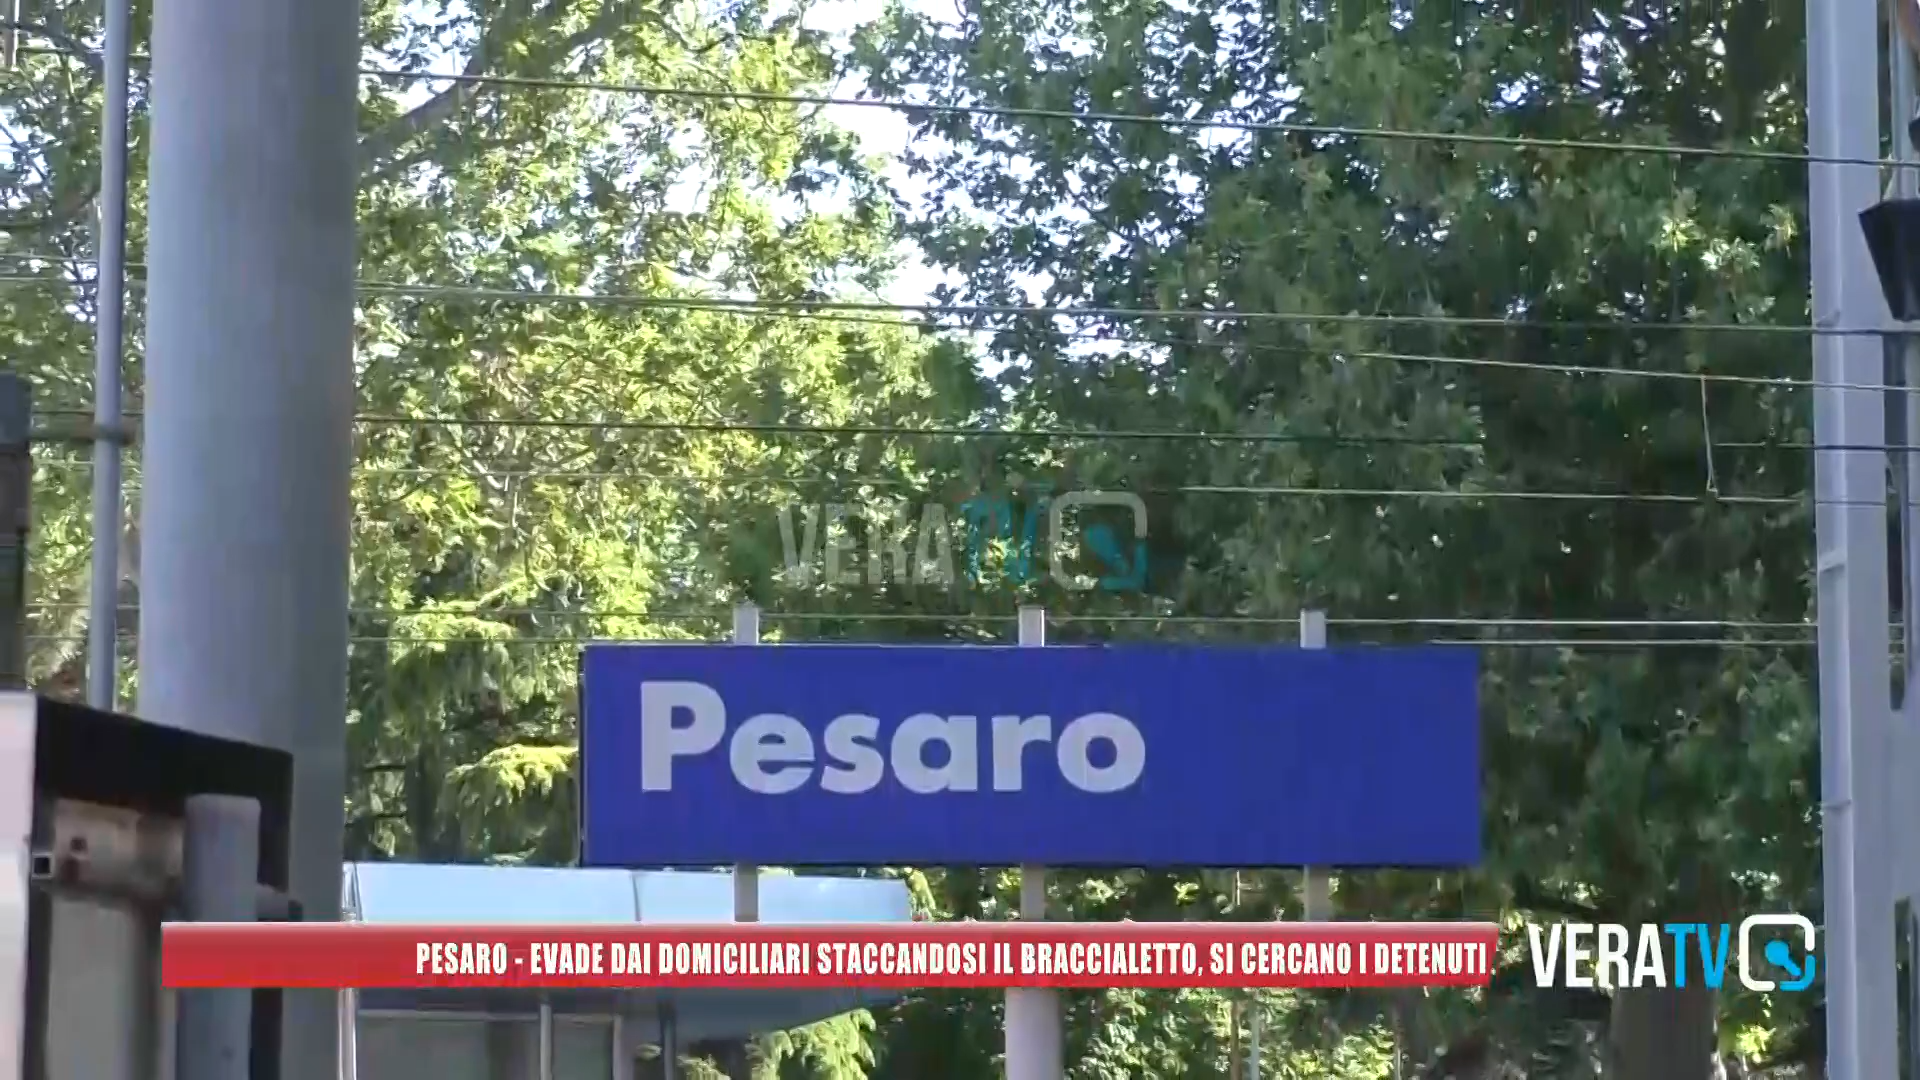 VERATV
Pesaro
PESARO - EVADE DAI DOMICILIARI STACCANDOSI IL BRACCIALETTO, SI CERCANO I DETENUTI
VERATV